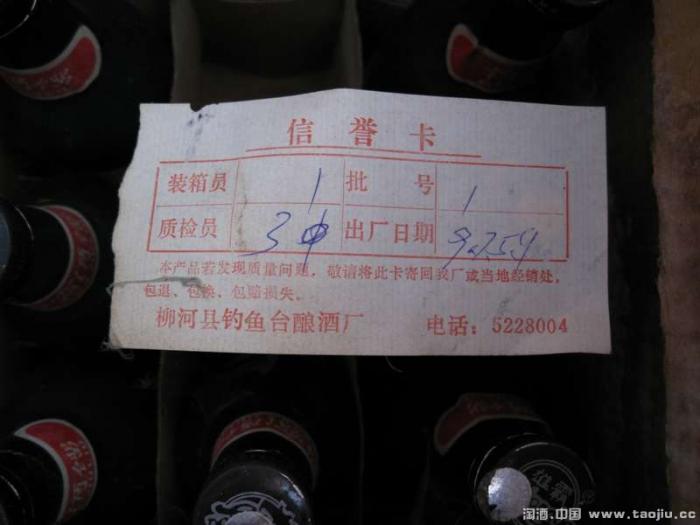 信誉卡
装箱员 1 批号 1
质检员 3 出厂日期
本产品若发现质量问题，敬请将此卡寄回我厂或当地经销处，
包退、包换、包赔损失。
柳河县钓鱼台酿酒厂 电话：5228004
淘酒.中国 www.taojiu.cc